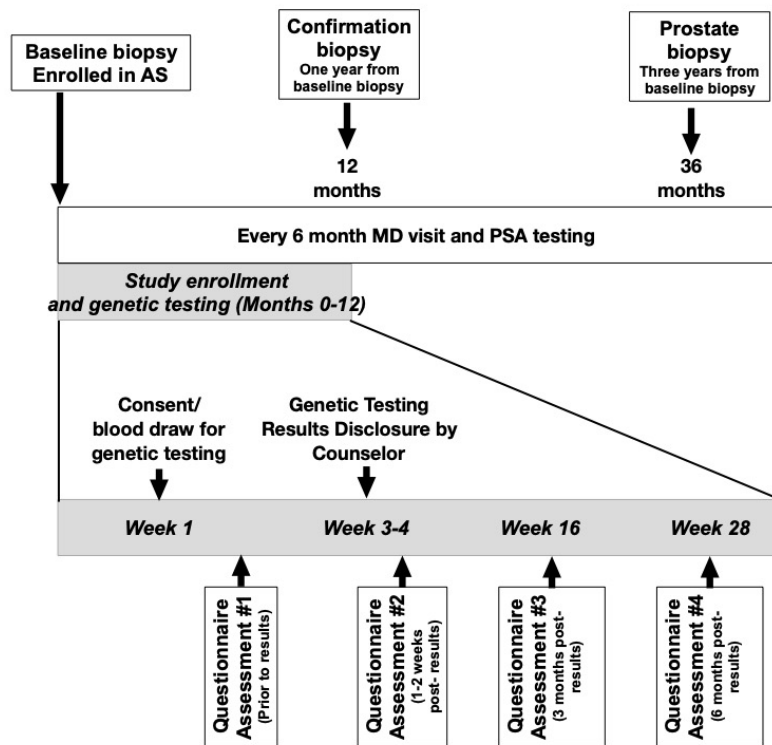 Baseline biopsy
Enrolled in AS
Confirmation
biopsy
One year from
baseline biopsy
Prostate
biopsy
Three years from
baseline biopsy
12
months
36
months
Every 6 month MD visit and PSA testing
Study enrollment
and genetic testing (Months 0-12)
Consent/
blood draw for
genetic testing
Genetic Testing
Results Disclosure by
Counselor
Week 1
Week 3-4
Week 16
Week 28
Questionnaire
Assessment #1
(Prior to results)
Questionnaire
Assessment #2
(1-2 weeks
post- results)
Questionnaire
Assessment #3
(3 months post-
results)
Questionnaire
Assessment #4
(6 months post-
results)